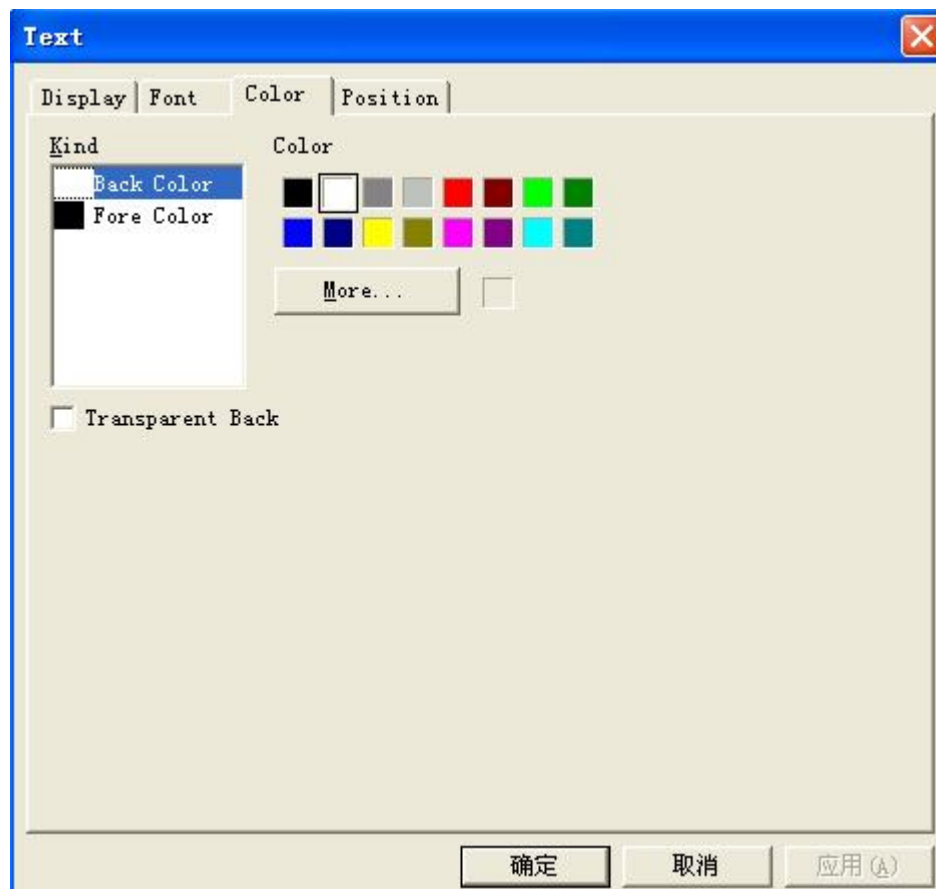 Text
Display Font Color Position
Kind Color
Back Color
Fore Color
More...
Transparent Back
确定 取消 应用(A)